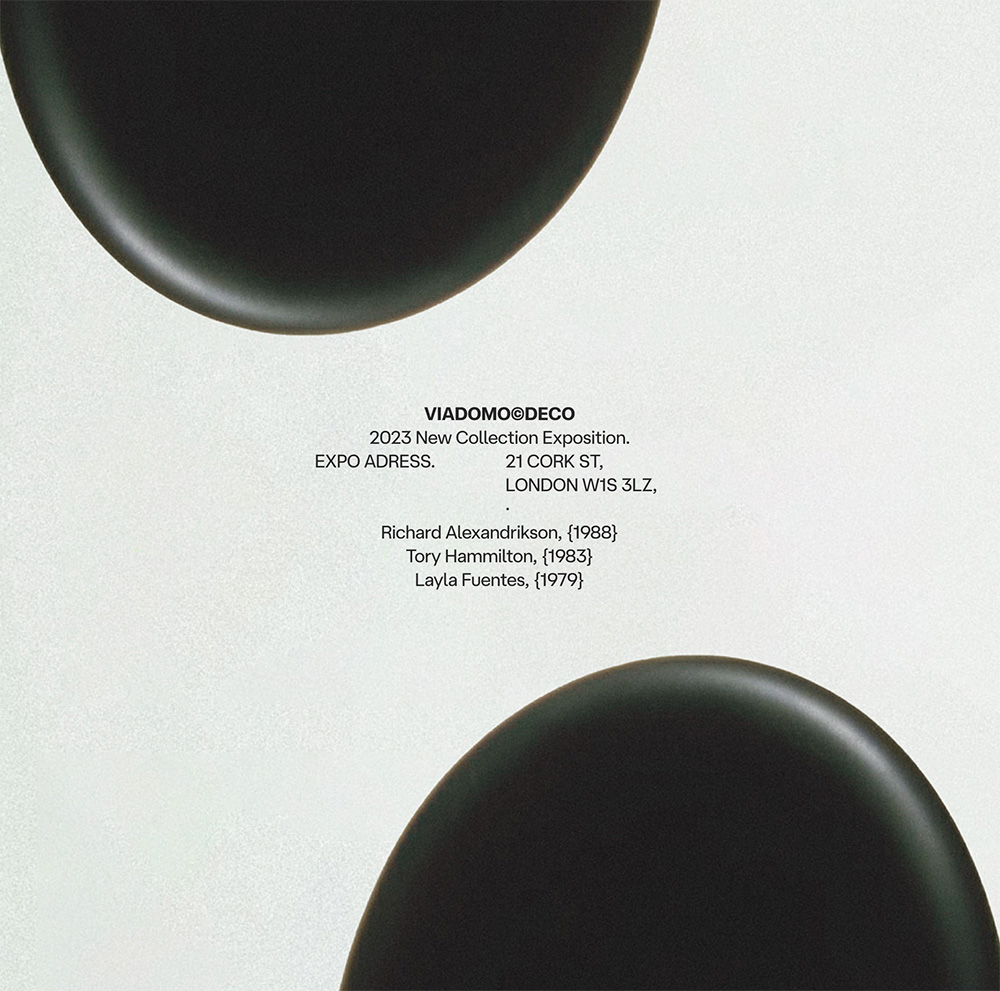 VIADOMO©DECO
2023 New Collection Exposition.
EXPO ADRESS. 21 CORK ST,
LONDON W1S 3LZ,
.
Richard Alexandrikson, {1988}
Tory Hammilton, {1983}
Layla Fuentes, {1979}